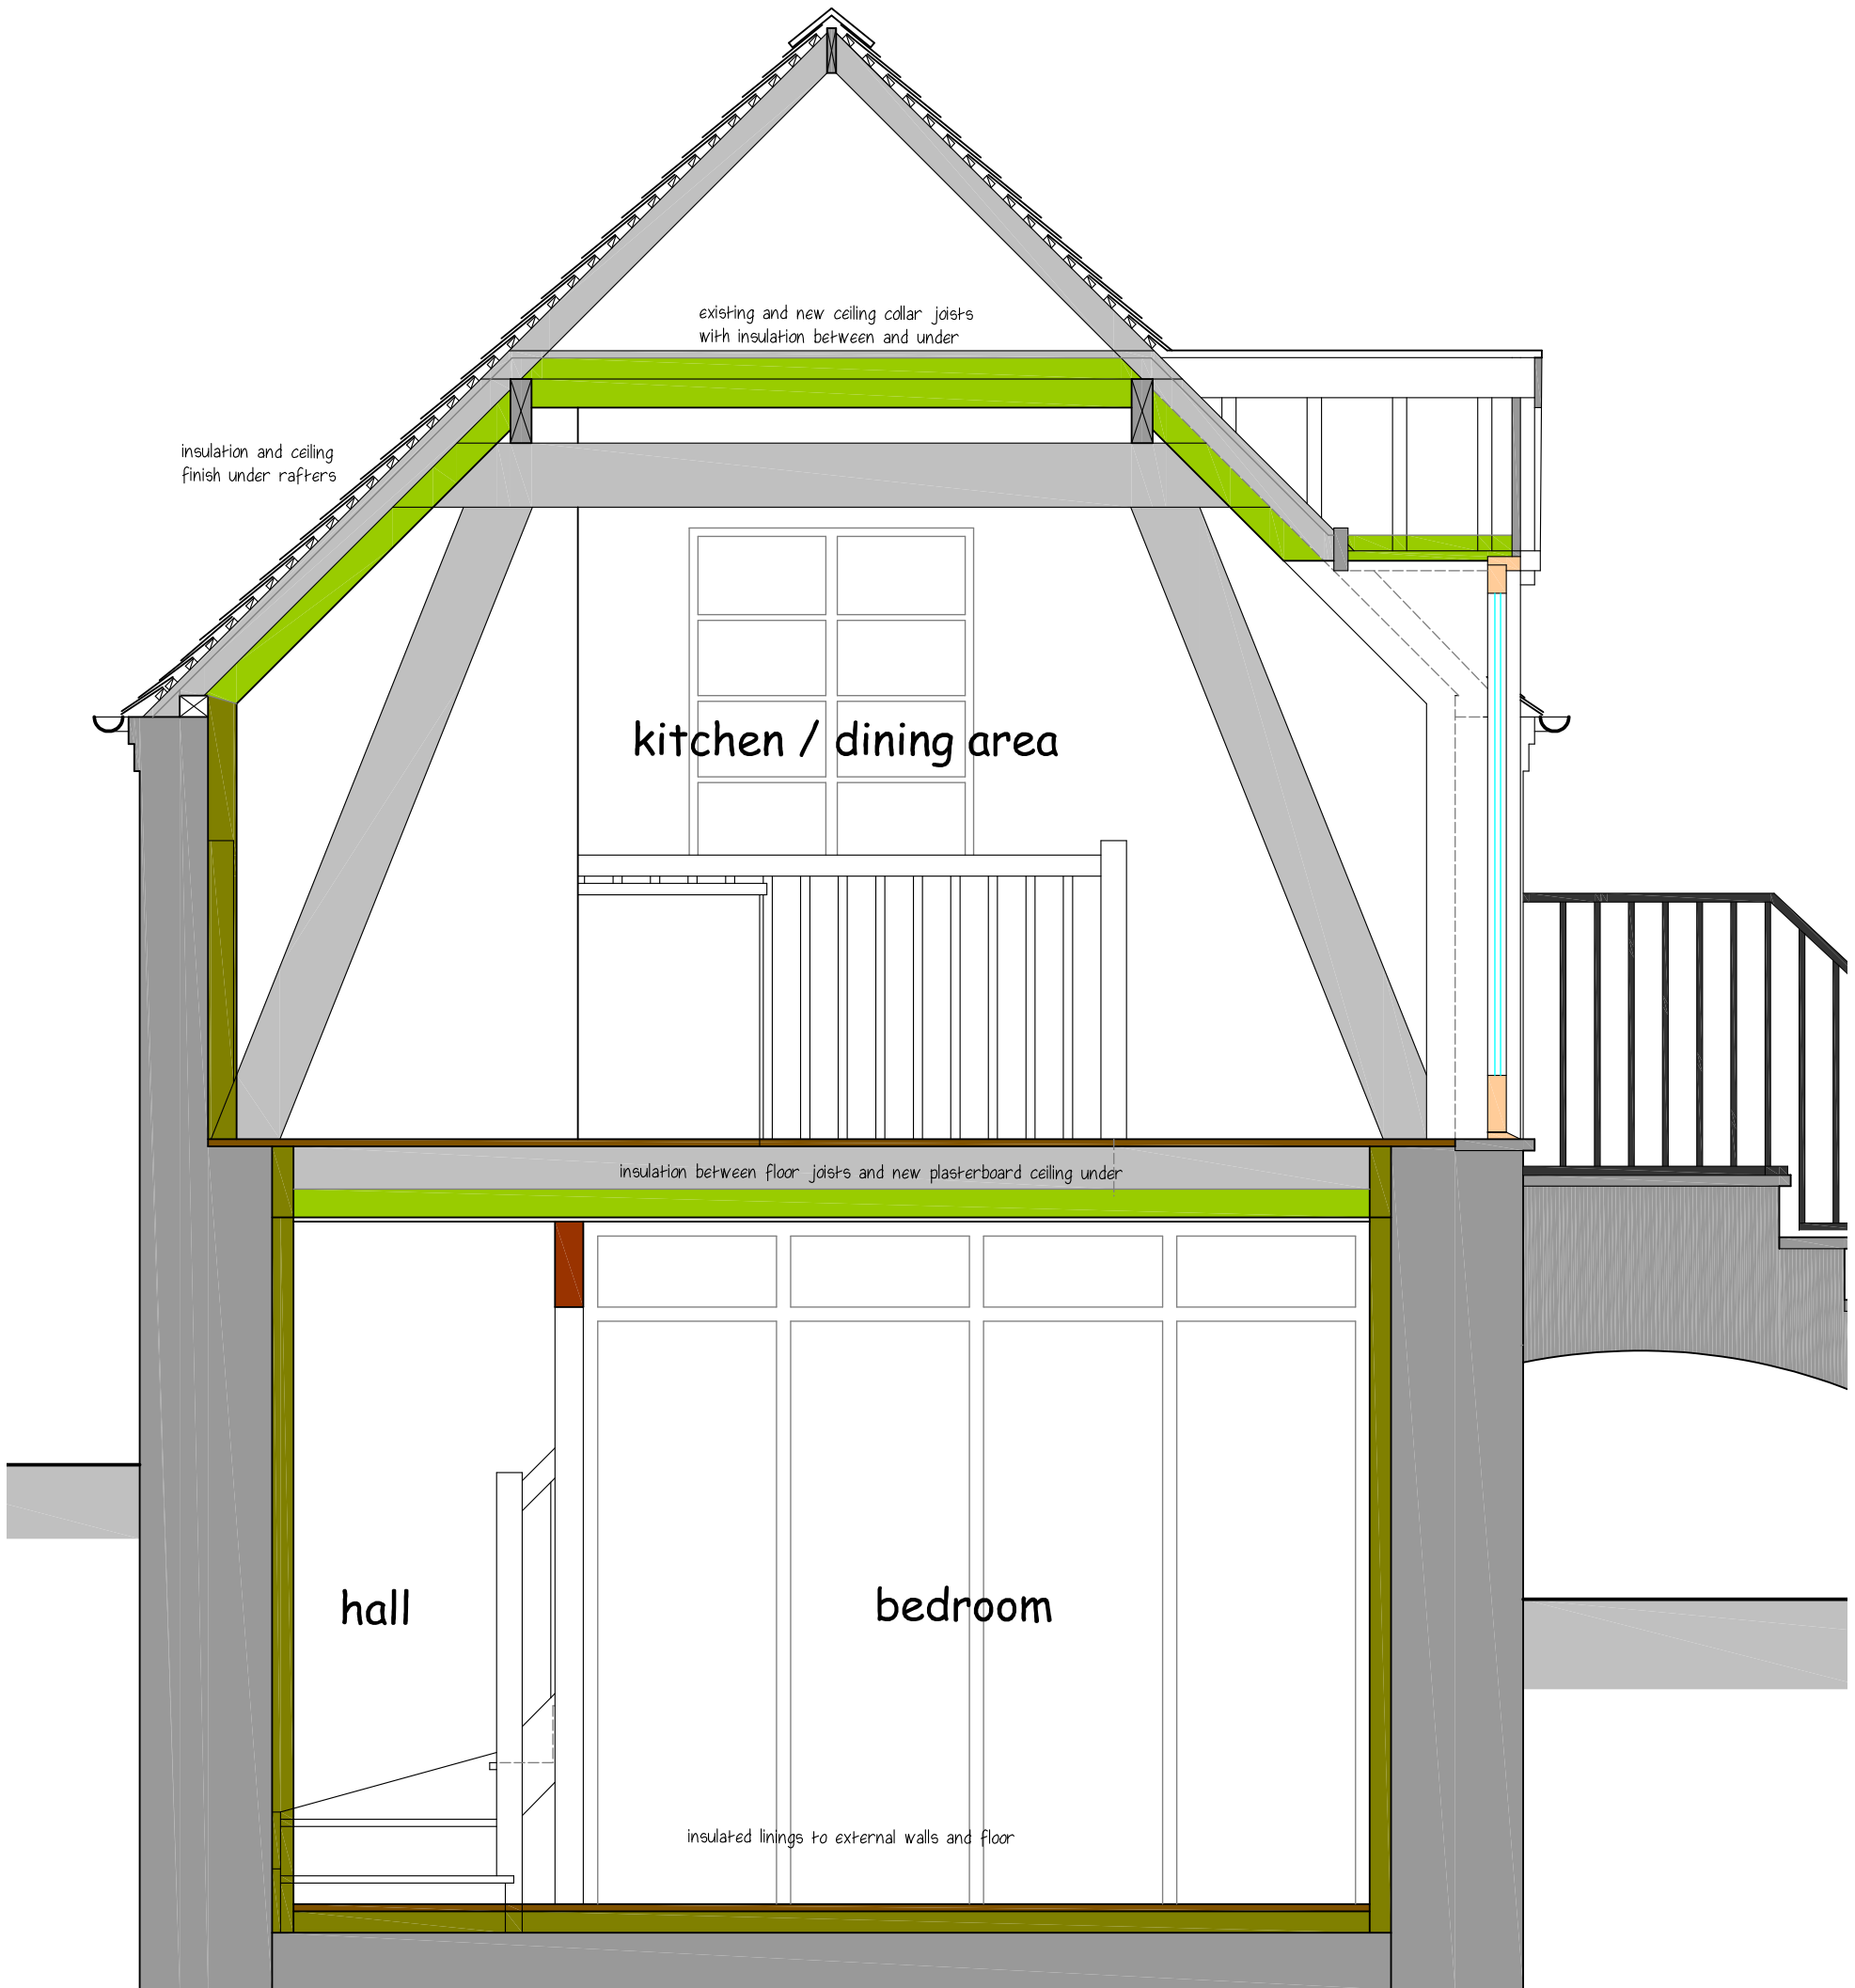 existing and new ceiling collar joists
with insulation between and under
insulation and ceiling
finish under rafters
kitchen / dining area
insulation between floor joists and new plasterboard ceiling under
hall
bedroom
insulated linings to external walls and floor